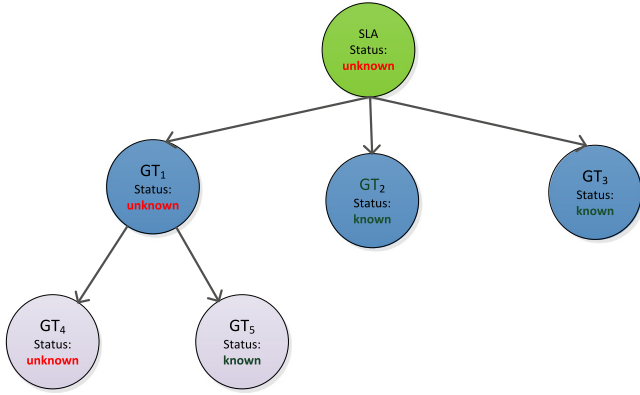 SLA
Status:
unknown
GT₁
Status:
unknown
GT₂
Status:
known
GT₃
Status:
known
GT₄
Status:
unknown
GT₅
Status:
known